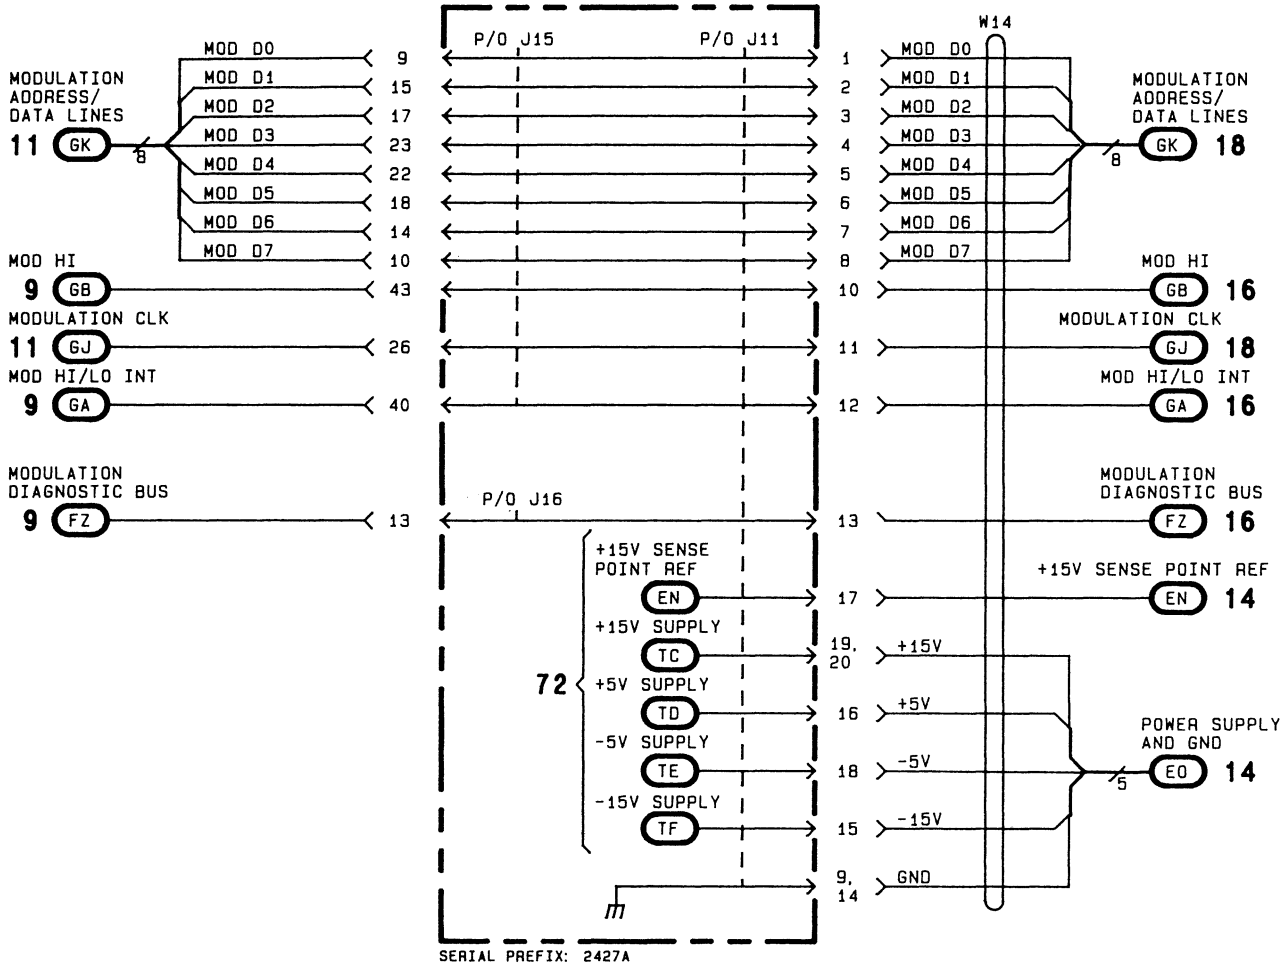 P/O J15 P/O J11 W14
MOD D0 9 1 MOD D0
MODULATION
ADDRESS/
DATA LINES
11 GK 8
MOD D1 15 2 MOD D1
MOD D2 17 3 MOD D2
MOD D3 23 4 MOD D3
MOD D4 22 5 MOD D4
MOD D5 18 6 MOD D5
MOD D6 14 7 MOD D6
MOD D7 10 8 MOD D7
MODULATION
ADDRESS/
DATA LINES
8 GK 18
MOD HI
9 GB 43 10
MOD HI
GB 16
MODULATION CLK
11 GJ 26 11
MODULATION CLK
GJ 18
MOD HI/LO INT
9 GA 40 12
MOD HI/LO INT
GA 16
MODULATION
DIAGNOSTIC BUS
9 FZ 13
P/O J16
13
MODULATION
DIAGNOSTIC BUS
FZ 16
72
+15V SENSE
POINT REF
EN 17
+15V SENSE POINT REF
EN 14
+15V SUPPLY
TC 19,
20 +15V
+5V SUPPLY
TD 16 +5V
-5V SUPPLY
TE 18 -5V
-15V SUPPLY
TF 15 -15V
9,
14 GND
POWER SUPPLY
AND GND
5 EO 14
SERIAL PREFIX: 2427A